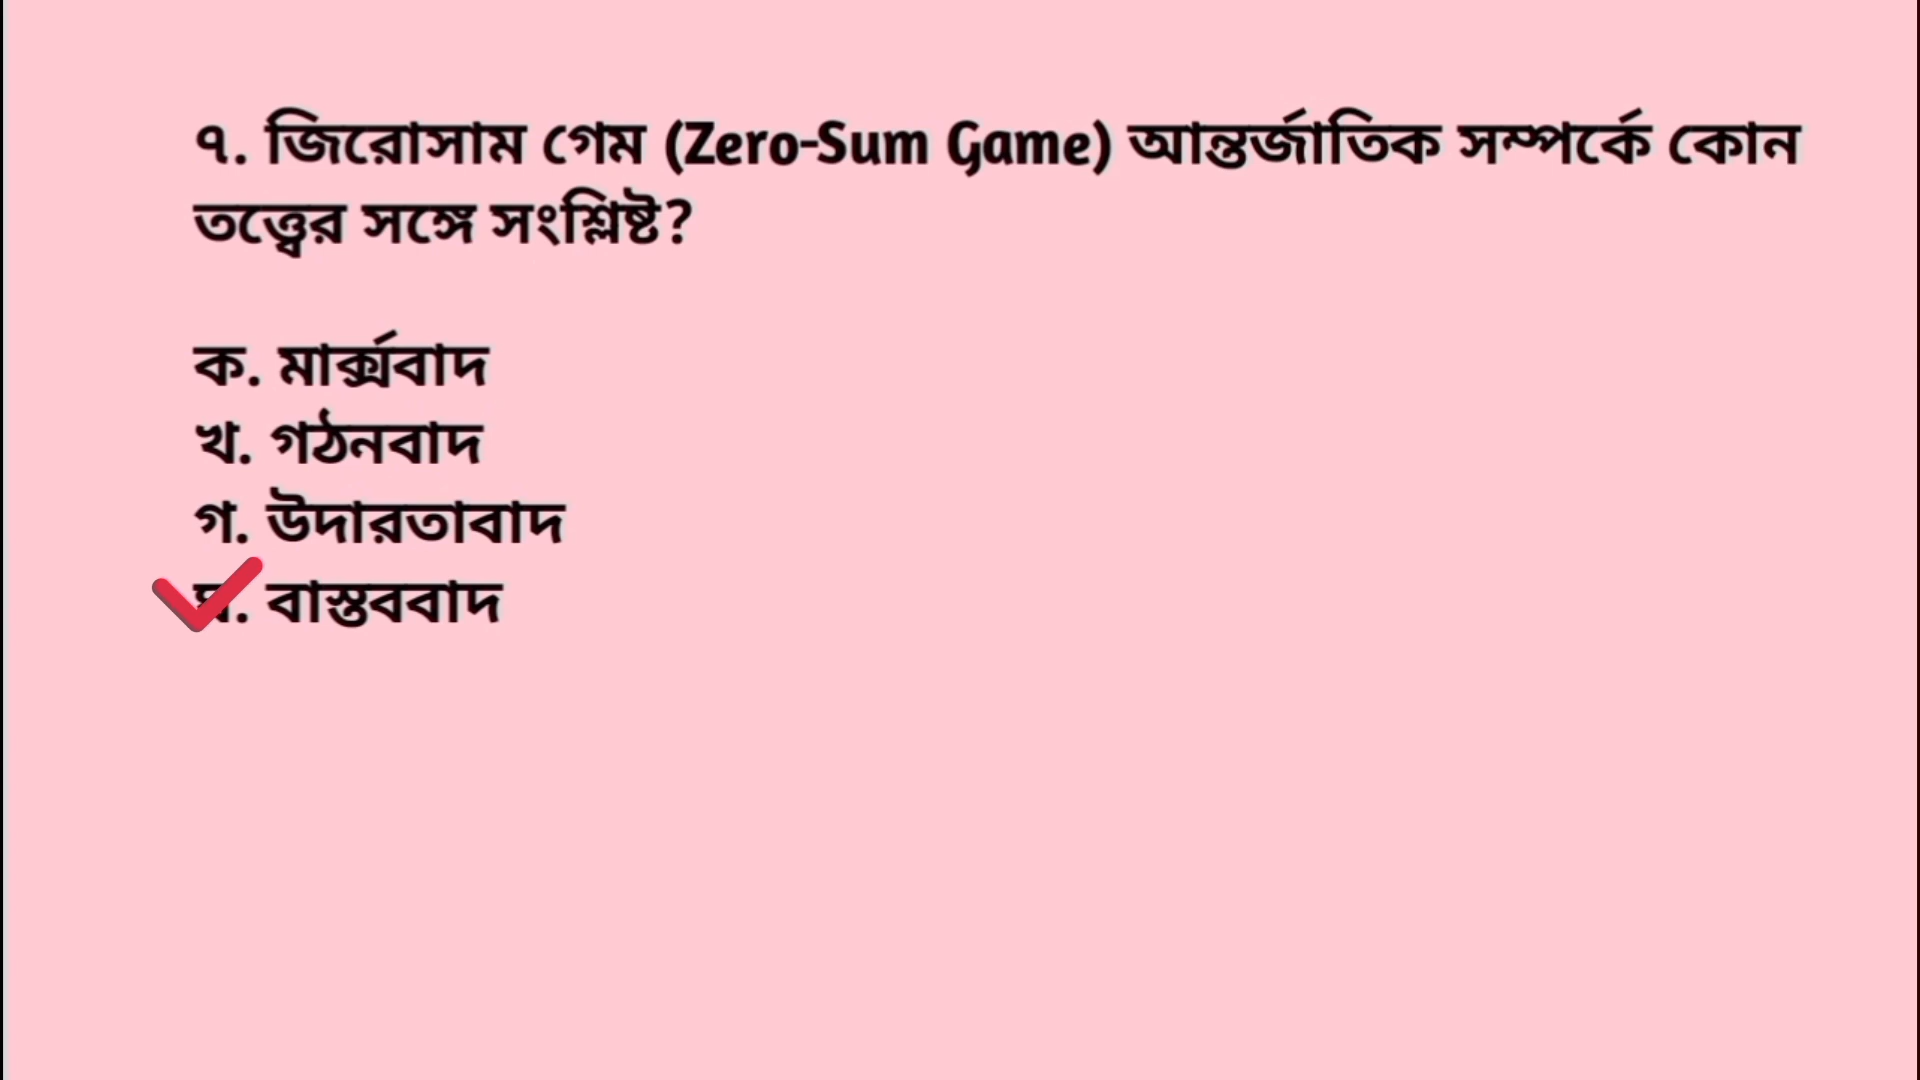 ৭. জিরোসাম গেম (Zero-Sum Game) আন্তর্জাতিক সম্পর্কে কোন
তত্ত্বের সঙ্গে সংশ্লিষ্ট?
ক. মার্ক্সবাদ
খ. গঠনবাদ
গ. উদারতাবাদ
ঘ. বাস্তববাদ